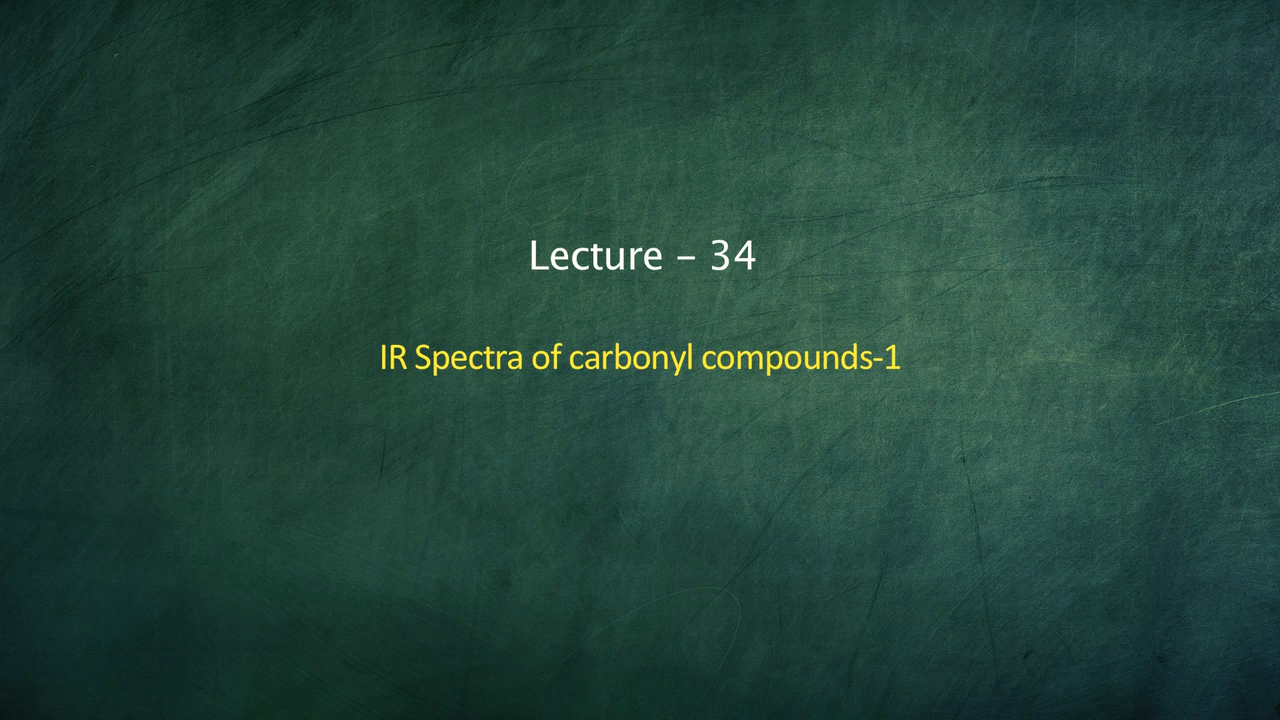 Lecture – 34
IR Spectra of carbonyl compounds-1